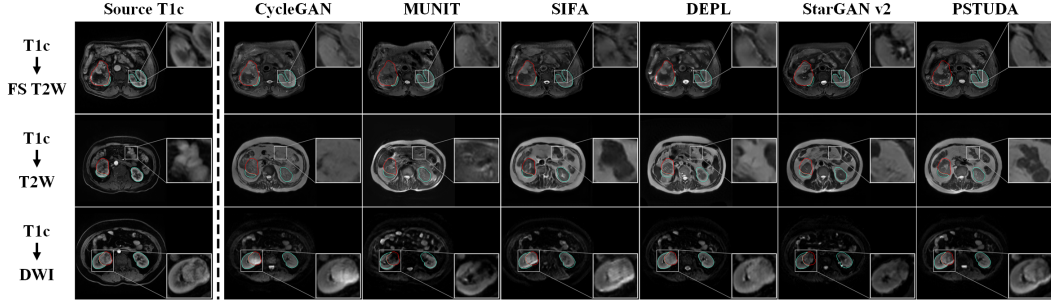 Source T1c CycleGAN MUNIT SIFA DEPL StarGAN v2 PSTUDA
T1c
FS T2W
T1c
T2W
T1c
DWI